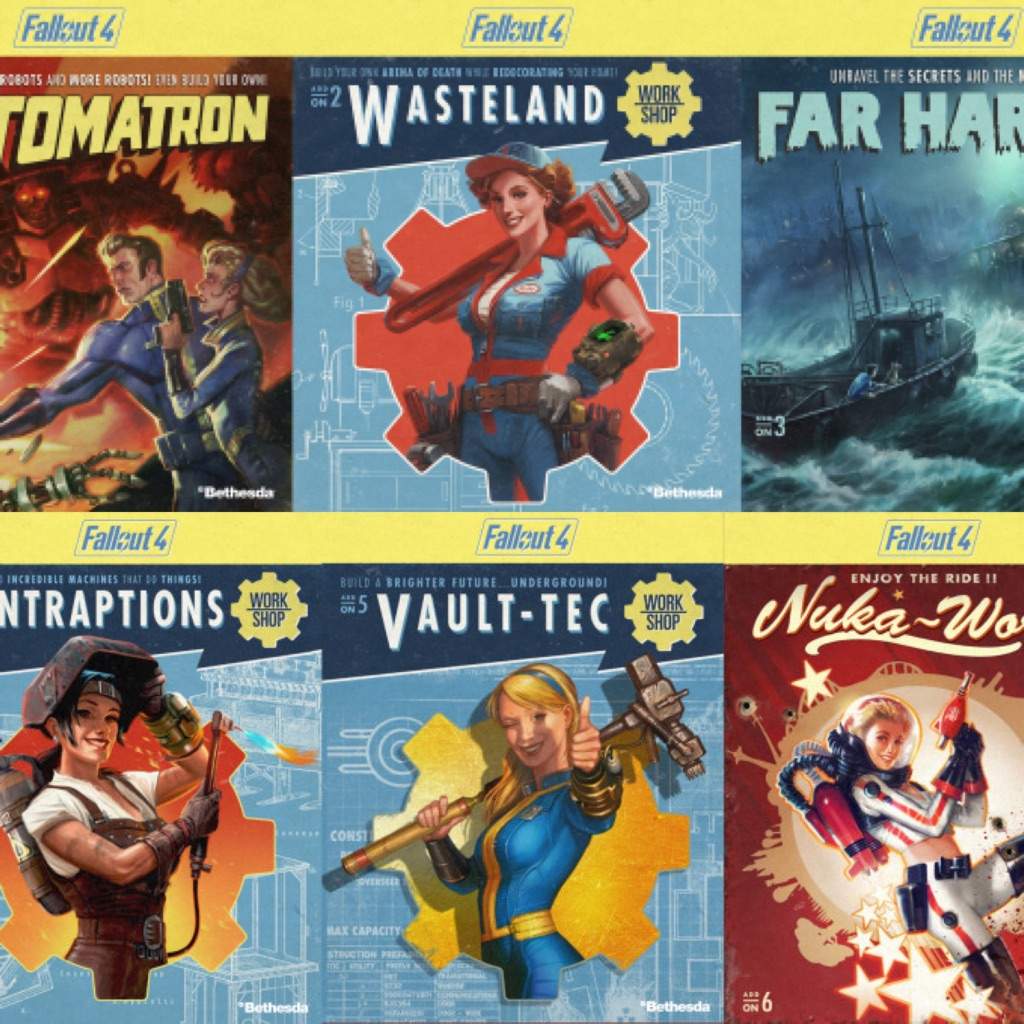 Fallout 4
Fallout 4
Fallout 4
ROBOTS AND MORE ROBOTS! EVEN BUILD YOUR OWN!
TOMATRON
Bethesda
BUILD YOUR OWN ARENA OF DEATH WHILE REDECORATING YOUR HOME!
ADD ON 2
WASTELAND
WORK
SHOP
Fig 1
Bethesda
UNRAVEL THE SECRETS AND THE
FAR HAR
ADD ON 3
Fallout 4
Fallout 4
Fallout 4
INCREDIBLE MACHINES THAT DO THINGS!
NTRAPTIONS
WORK
SHOP
Bethesda
BUILD A BRIGHTER FUTURE...UNDERGROUND!
ADD ON 5
VAULT-TEC
WORK
SHOP
CONST
OVERSEER
MAX CAPACITY:
Bethesda
ENJOY THE RIDE !!
Nuka~Wo
ADD ON 6